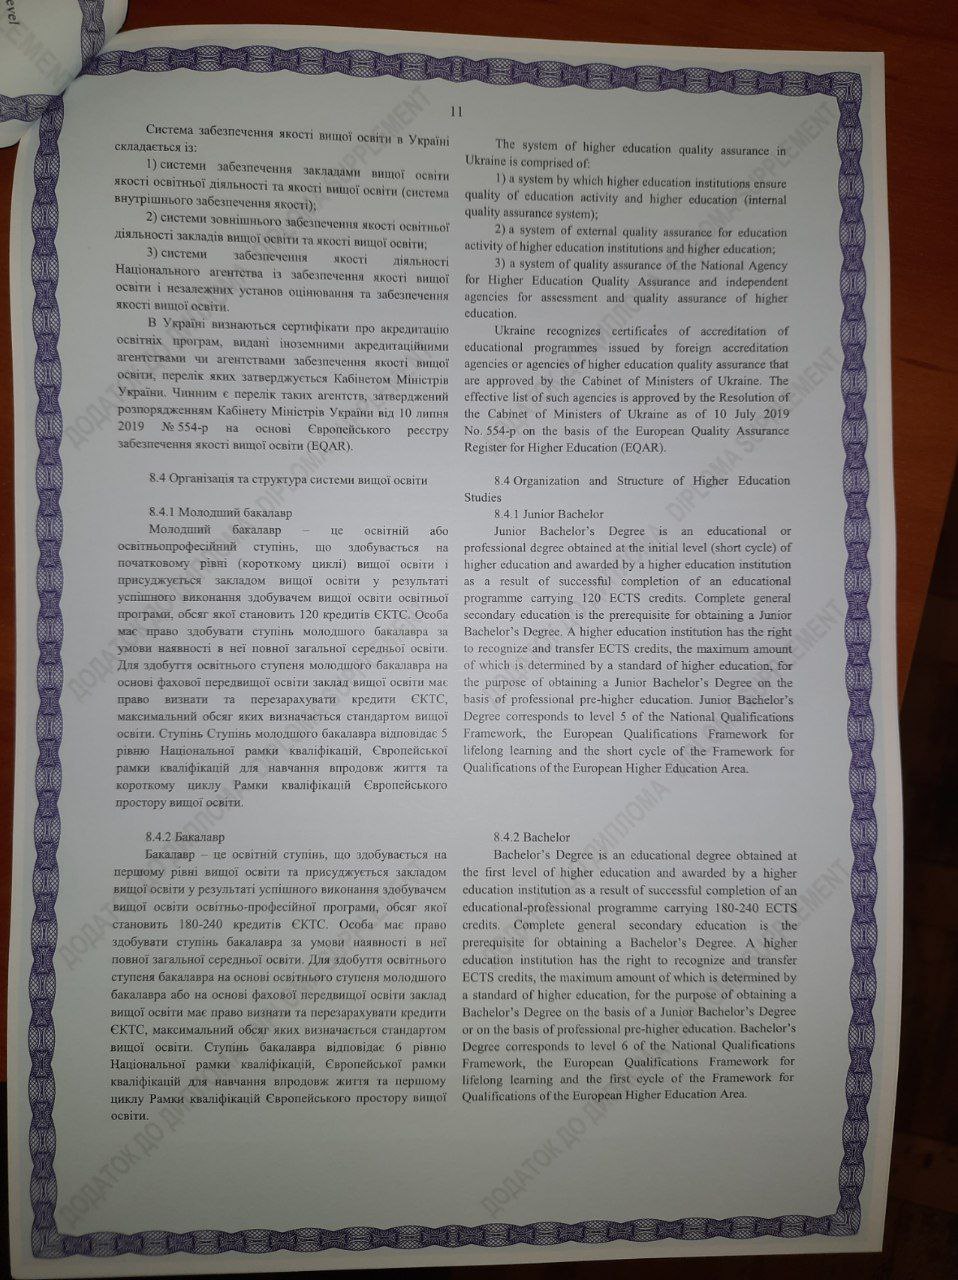 evel
11
Система забезпечення якості вищої освіти в Україні
складається із:
1) системи забезпечення закладами вищої освіти
якості освітньої діяльності та якості вищої освіти (система
внутрішнього забезпечення якості);
2) системи зовнішнього забезпечення якості освітньої
діяльності закладів вищої освіти та якості вищої освіти;
3) системи забезпечення якості діяльності
Національного агентства із забезпечення якості вищої
освіти і незалежних установ оцінювання та забезпечення
якості вищої освіти.
В Україні визнаються сертифікати про акредитацію
освітніх програм, видані іноземними акредитаційними
агентствами чи агентствами забезпечення якості вищої
освіти, перелік яких затверджується Кабінетом Міністрів
України. Чинним є перелік таких агентств, затверджений
розпорядженням Кабінету Міністрів України від 10 липня
2019 № 554-р на основі Європейського реєстру
забезпечення якості вищої освіти (EQAR).
8.4 Організація та структура системи вищої освіти
8.4.1 Молодший бакалавр
Молодший бакалавр – це освітній або
освітньопрофесійний ступінь, що здобувається на
початковому рівні (короткому циклі) вищої освіти і
присуджується закладом вищої освіти у результаті
успішного виконання здобувачем вищої освіти освітньої
програми, обсяг якої становить 120 кредитів ЄКТС. Особа
має право здобувати ступінь молодшого бакалавра за
умови наявності в неї повної загальної середньої освіти.
Для здобуття освітнього ступеня молодшого бакалавра на
основі фахової передвищої освіти заклад вищої освіти має
право визнати та перезарахувати кредити ЄКТС,
максимальний обсяг яких визначається стандартом вищої
освіти. Ступінь Ступінь молодшого бакалавра відповідає 5
рівню Національної рамки кваліфікацій, Європейської
рамки кваліфікацій для навчання впродовж життя та
короткому циклу Рамки кваліфікацій Європейського
простору вищої освіти.
8.4.2 Бакалавр
Бакалавр – це освітній ступінь, що здобувається на
першому рівні вищої освіти та присуджується закладом
вищої освіти у результаті успішного виконання здобувачем
вищої освіти освітньо-професійної програми, обсяг якої
становить 180-240 кредитів ЄКТС. Особа має право
здобувати ступінь бакалавра за умови наявності в неї
повної загальної середньої освіти. Для здобуття освітнього
ступеня бакалавра на основі освітнього ступеня молодшого
бакалавра або на основі фахової передвищої освіти заклад
вищої освіти має право визнати та перезарахувати кредити
ЄКТС, максимальний обсяг яких визначається стандартом
вищої освіти. Ступінь бакалавра відповідає 6 рівню
Національної рамки кваліфікацій, Європейської рамки
кваліфікацій для навчання впродовж життя та першому
циклу Рамки кваліфікацій Європейського простору вищої
освіти.
The system of higher education quality assurance in
Ukraine is comprised of:
1) a system by which higher education institutions ensure
quality of education activity and higher education (internal
quality assurance system);
2) a system of external quality assurance for education
activity of higher education institutions and higher education;
3) a system of quality assurance of the National Agency
for Higher Education Quality Assurance and independent
agencies for assessment and quality assurance of higher
education.
Ukraine recognizes certificates of accreditation of
educational programmes issued by foreign accreditation
agencies or agencies of higher education quality assurance that
are approved by the Cabinet of Ministers of Ukraine. The
effective list of such agencies is approved by the Resolution of
the Cabinet of Ministers of Ukraine as of 10 July 2019
No. 554-p on the basis of the European Quality Assurance
Register for Higher Education (EQAR).
8.4 Organization and Structure of Higher Education
Studies
8.4.1 Junior Bachelor
Junior Bachelor's Degree is an educational or
professional degree obtained at the initial level (short cycle) of
higher education and awarded by a higher education institution
as a result of successful completion of an educational
programme carrying 120 ECTS credits. Complete general
secondary education is the prerequisite for obtaining a Junior
Bachelor's Degree. A higher education institution has the right
to recognize and transfer ECTS credits, the maximum amount
of which is determined by a standard of higher education, for
the purpose of obtaining a Junior Bachelor's Degree on the
basis of professional pre-higher education. Junior Bachelor's
Degree corresponds to level 5 of the National Qualifications
Framework, the European Qualifications Framework for
lifelong learning and the short cycle of the Framework for
Qualifications of the European Higher Education Area.
8.4.2 Bachelor
Bachelor's Degree is an educational degree obtained at
the first level of higher education and awarded by a higher
education institution as a result of successful completion of an
educational-professional programme carrying 180-240 ECTS
credits. Complete general secondary education is the
prerequisite for obtaining a Bachelor's Degree. A higher
education institution has the right to recognize and transfer
ECTS credits, the maximum amount of which is determined by
a standard of higher education, for the purpose of obtaining a
Bachelor's Degree on the basis of a Junior Bachelor's Degree
or on the basis of professional pre-higher education. Bachelor's
Degree corresponds to level 6 of the National Qualifications
Framework, the European Qualifications Framework for
lifelong learning and the first cycle of the Framework for
Qualifications of the European Higher Education Area.